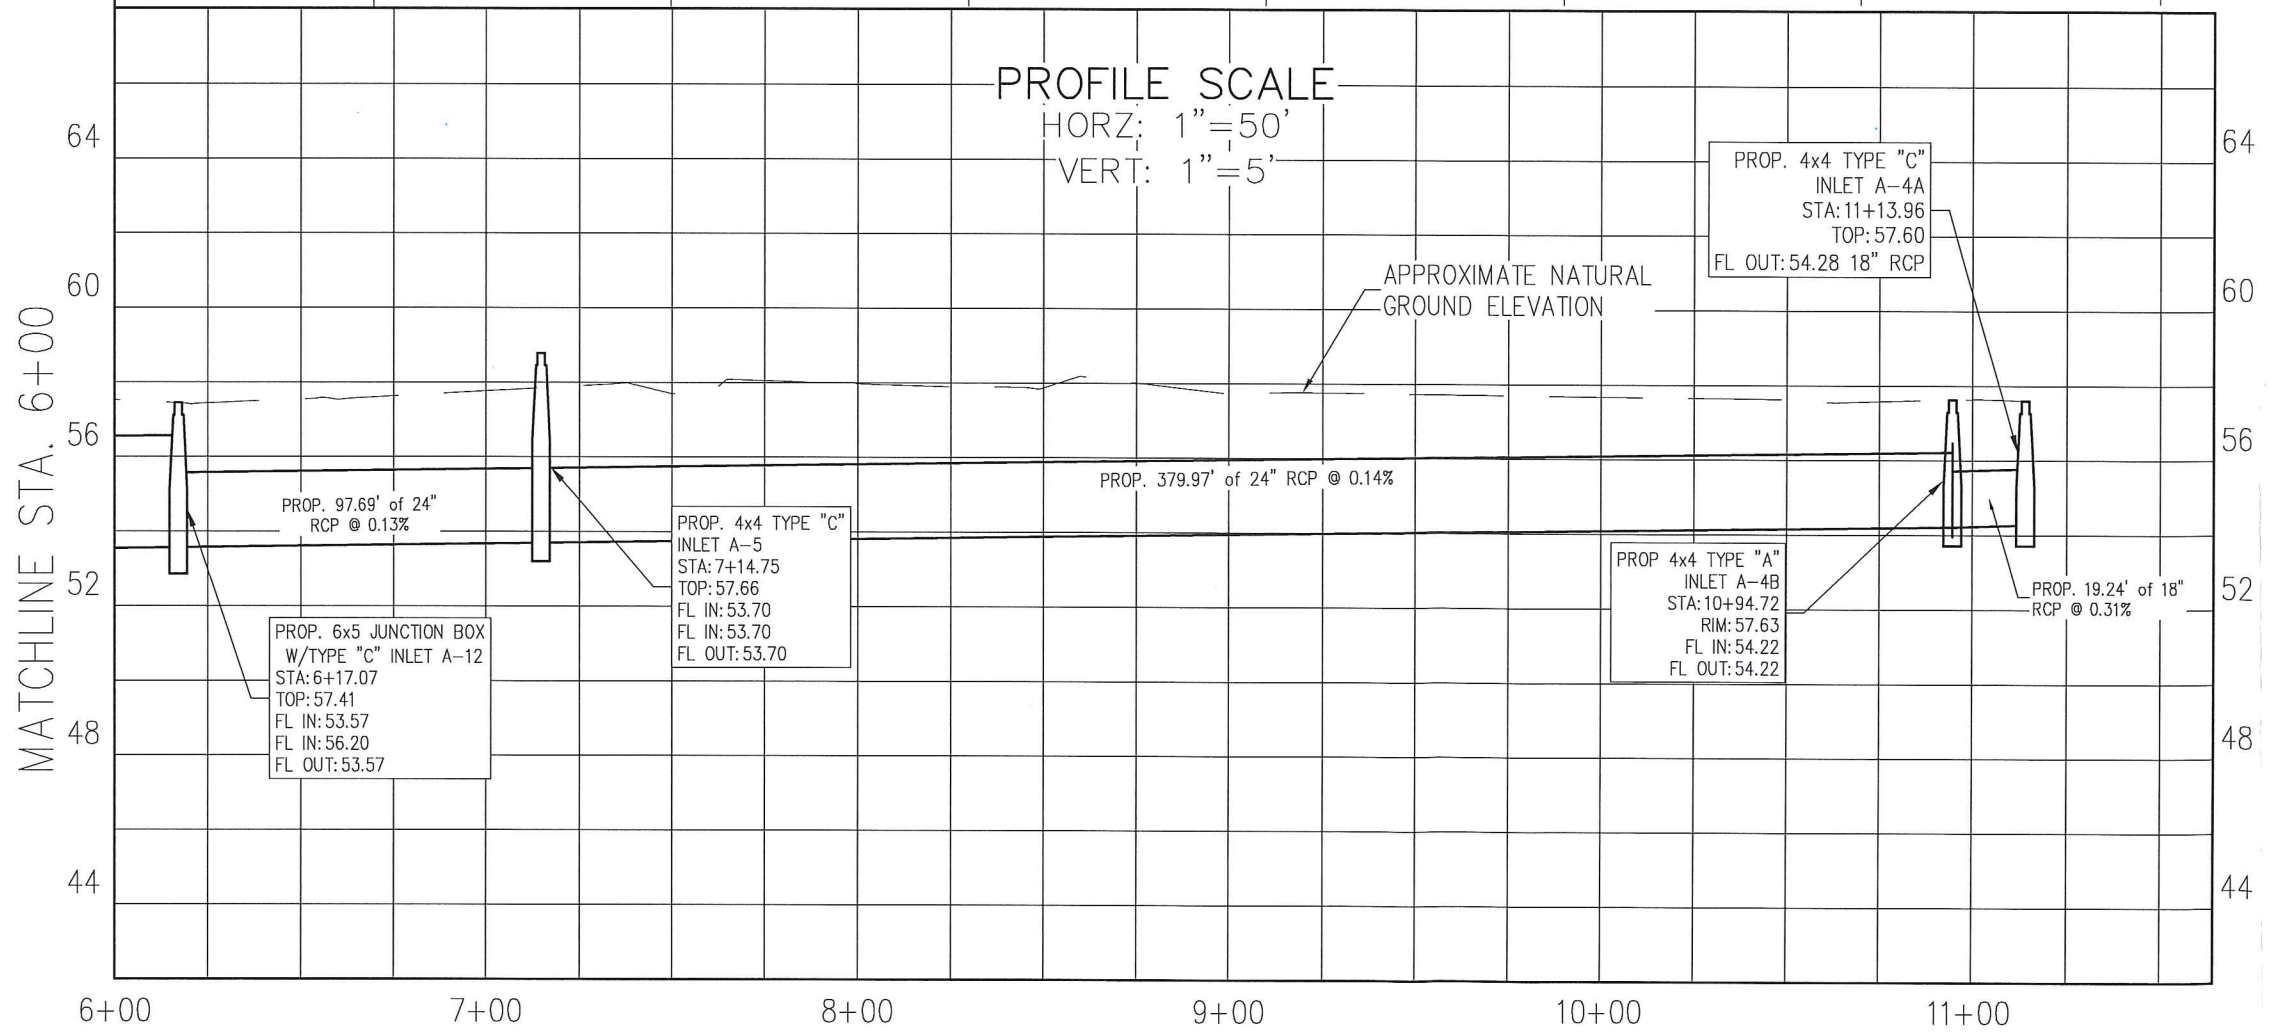 PROFILE SCALE
HORZ: 1"=50'
VERT: 1"=5'
64
60
56
52
48
44
MATCHLINE STA. 6+00
64
60
56
52
48
44
PROP. 4x4 TYPE "C"
INLET A-4A
STA:11+13.96
TOP:57.60
FL OUT:54.28 18" RCP
APPROXIMATE NATURAL
GROUND ELEVATION
PROP. 97.69' of 24"
RCP @ 0.13%
PROP. 379.97' of 24" RCP @ 0.14%
PROP. 4x4 TYPE "C"
INLET A-5
STA:7+14.75
TOP:57.66
FL IN:53.70
FL IN:53.70
FL OUT:53.70
PROP 4x4 TYPE "A"
INLET A-4B
STA:10+94.72
RIM:57.63
FL IN:54.22
FL OUT:54.22
PROP. 19.24' of 18"
RCP @ 0.31%
PROP. 6x5 JUNCTION BOX
W/TYPE "C" INLET A-12
STA:6+17.07
TOP:57.41
FL IN:53.57
FL IN:56.20
FL OUT:53.57
6+00
7+00
8+00
9+00
10+00
11+00